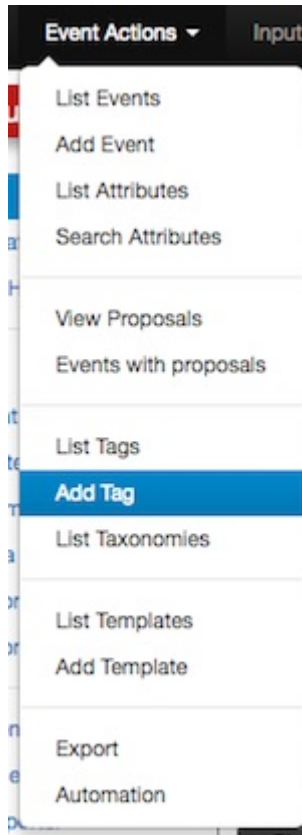 Event Actions Input
List Events
Add Event
List Attributes
Search Attributes
View Proposals
Events with proposals
List Tags
Add Tag
List Taxonomies
List Templates
Add Template
Export
Automation